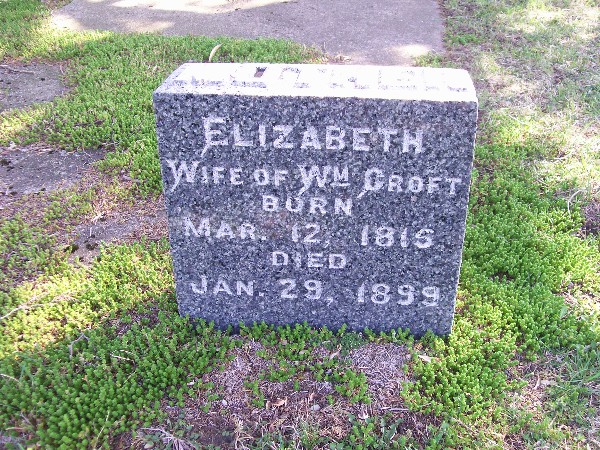 ELIZABETH
WIFE OF WM CROFT
BORN
MAR. 12, 1815
DIED
JAN. 29, 1899